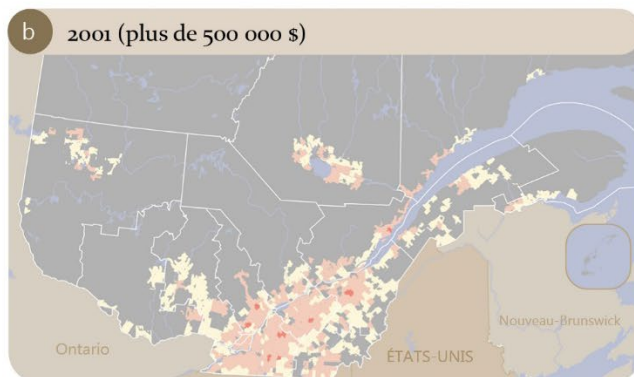 b
2001 (plus de 500 000 $)
Ontario
ÉTATS-UNIS
Nouveau-Brunswick